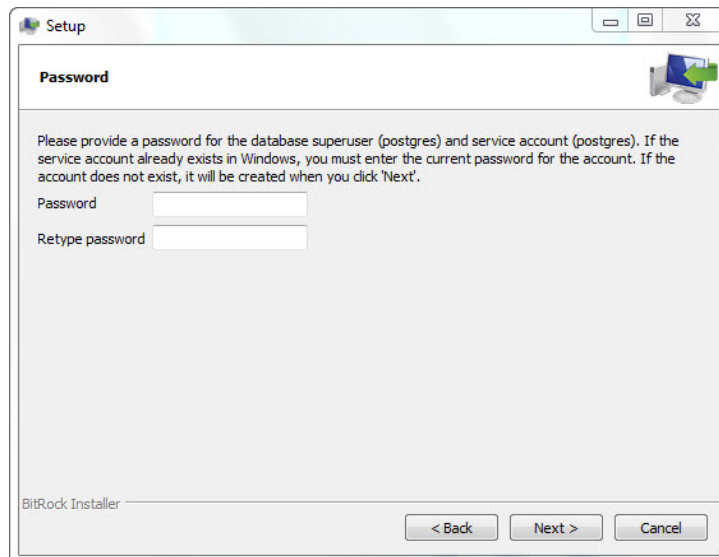 Setup
Password
Please provide a password for the database superuser (postgres) and service account (postgres). If the
service account already exists in Windows, you must enter the current password for the account. If the
account does not exist, it will be created when you click 'Next'.
Password
Retype password
BitRock Installer
< Back Next > Cancel